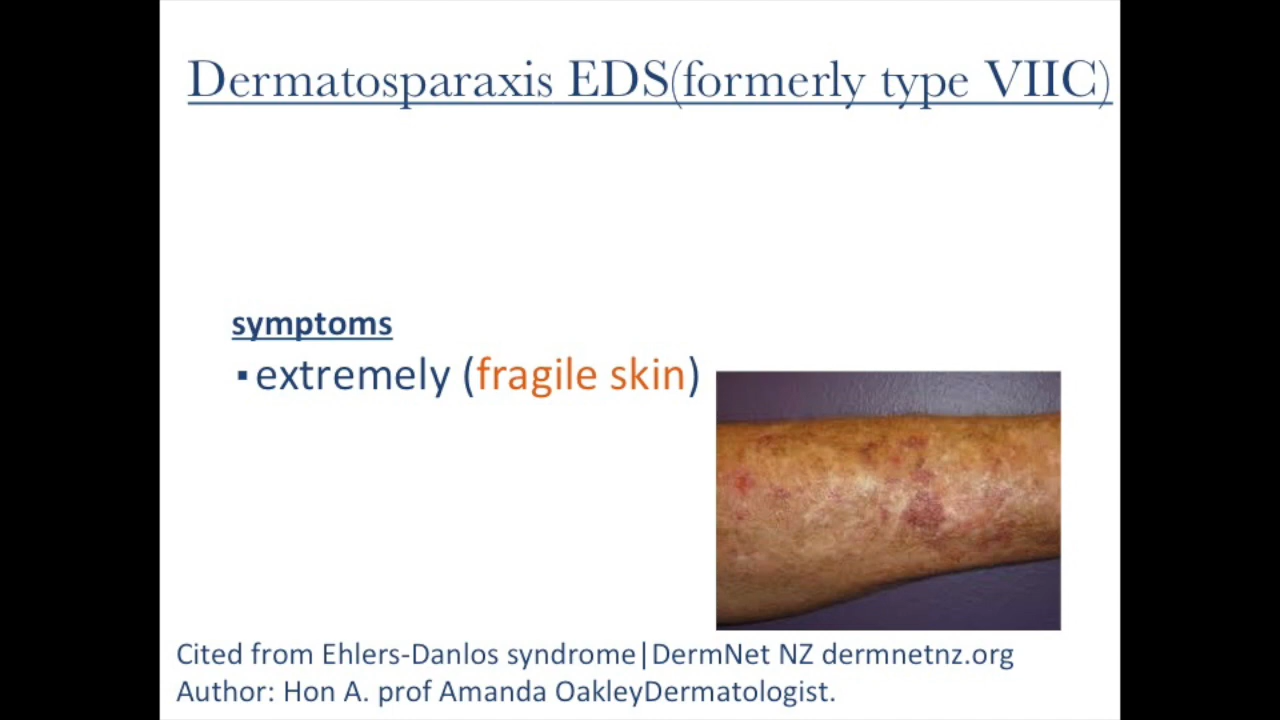 Dermatosparaxis EDS(formerly type VIIC)
symptoms
▪extremely (fragile skin)
Cited from Ehlers-Danlos syndrome|DermNet NZ dermnetnz.org
Author: Hon A. prof Amanda OakleyDermatologist.